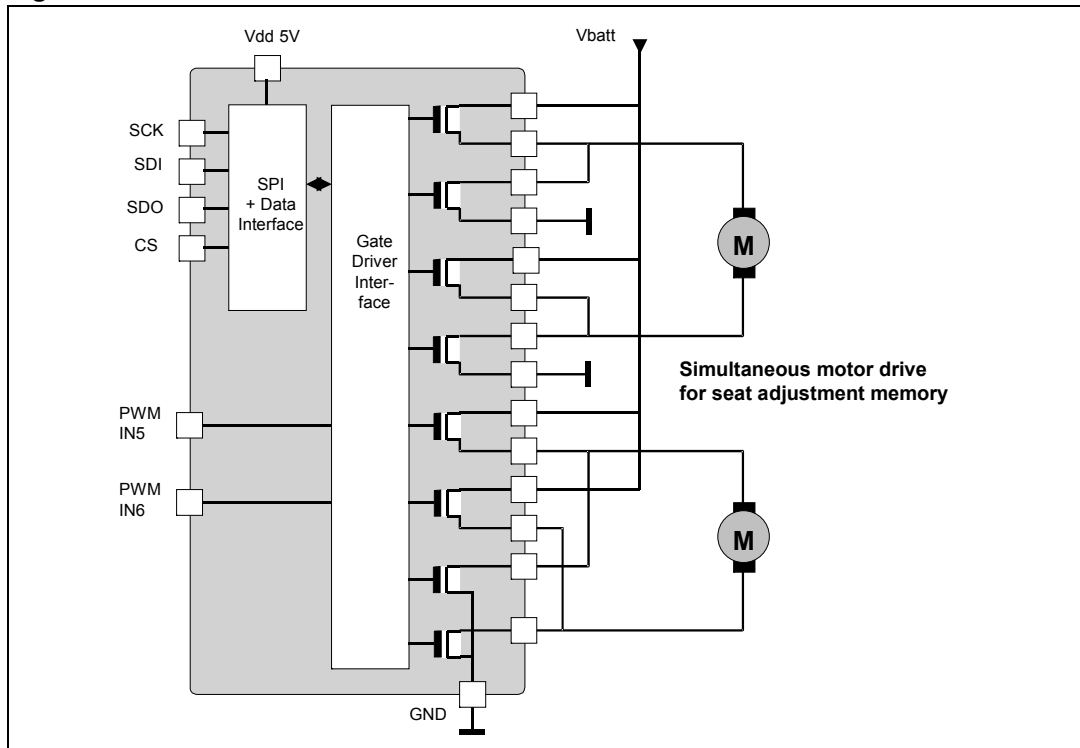 Vdd 5V
Vbatt
SCK
SDI
SDO
CS
SPI
+ Data
Interface
Gate
Driver
Inter-
face
M
Simultaneous motor drive
for seat adjustment memory
PWM
IN5
PWM
IN6
M
GND